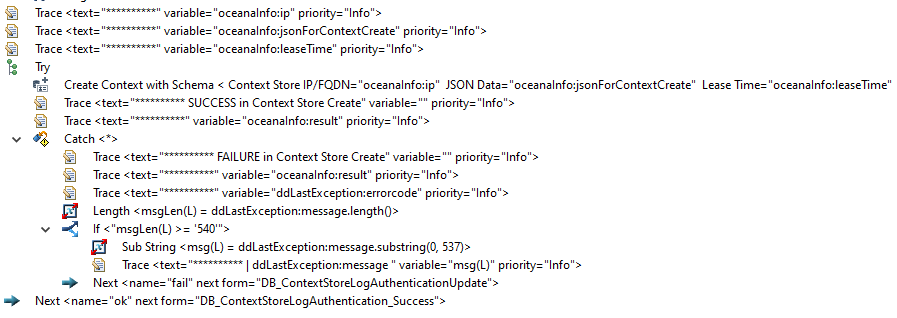 Trace <text="**********" variable="oceanaInfo:ip" priority="Info">
Trace <text="**********" variable="oceanaInfo:jsonForContextCreate" priority="Info">
Trace <text="**********" variable="oceanaInfo:leaseTime" priority="Info">
Try
Create Context with Schema < Context Store IP/FQDN="oceanaInfo:ip"  JSON Data="oceanaInfo:jsonForContextCreate"  Lease Time="oceanaInfo:leaseTime"
Trace <text="********** SUCCESS in Context Store Create" variable="" priority="Info">
Trace <text="**********" variable="oceanaInfo:result" priority="Info">
Catch <*>
Trace <text="********** FAILURE in Context Store Create" variable="" priority="Info">
Trace <text="**********" variable="oceanaInfo:result" priority="Info">
Trace <text="**********" variable="ddLastException:errorcode" priority="Info">
Length <msgLen(L) = ddLastException:message.length()>
If <"msgLen(L) >= '540'">
Sub String <msg(L) = ddLastException:message.substring(0, 537)>
Trace <text="********** | ddLastException:message " variable="msg(L)" priority="Info">
Next <name="fail" next form="DB_ContextStoreLogAuthenticationUpdate">
Next <name="ok" next form="DB_ContextStoreLogAuthentication_Success">